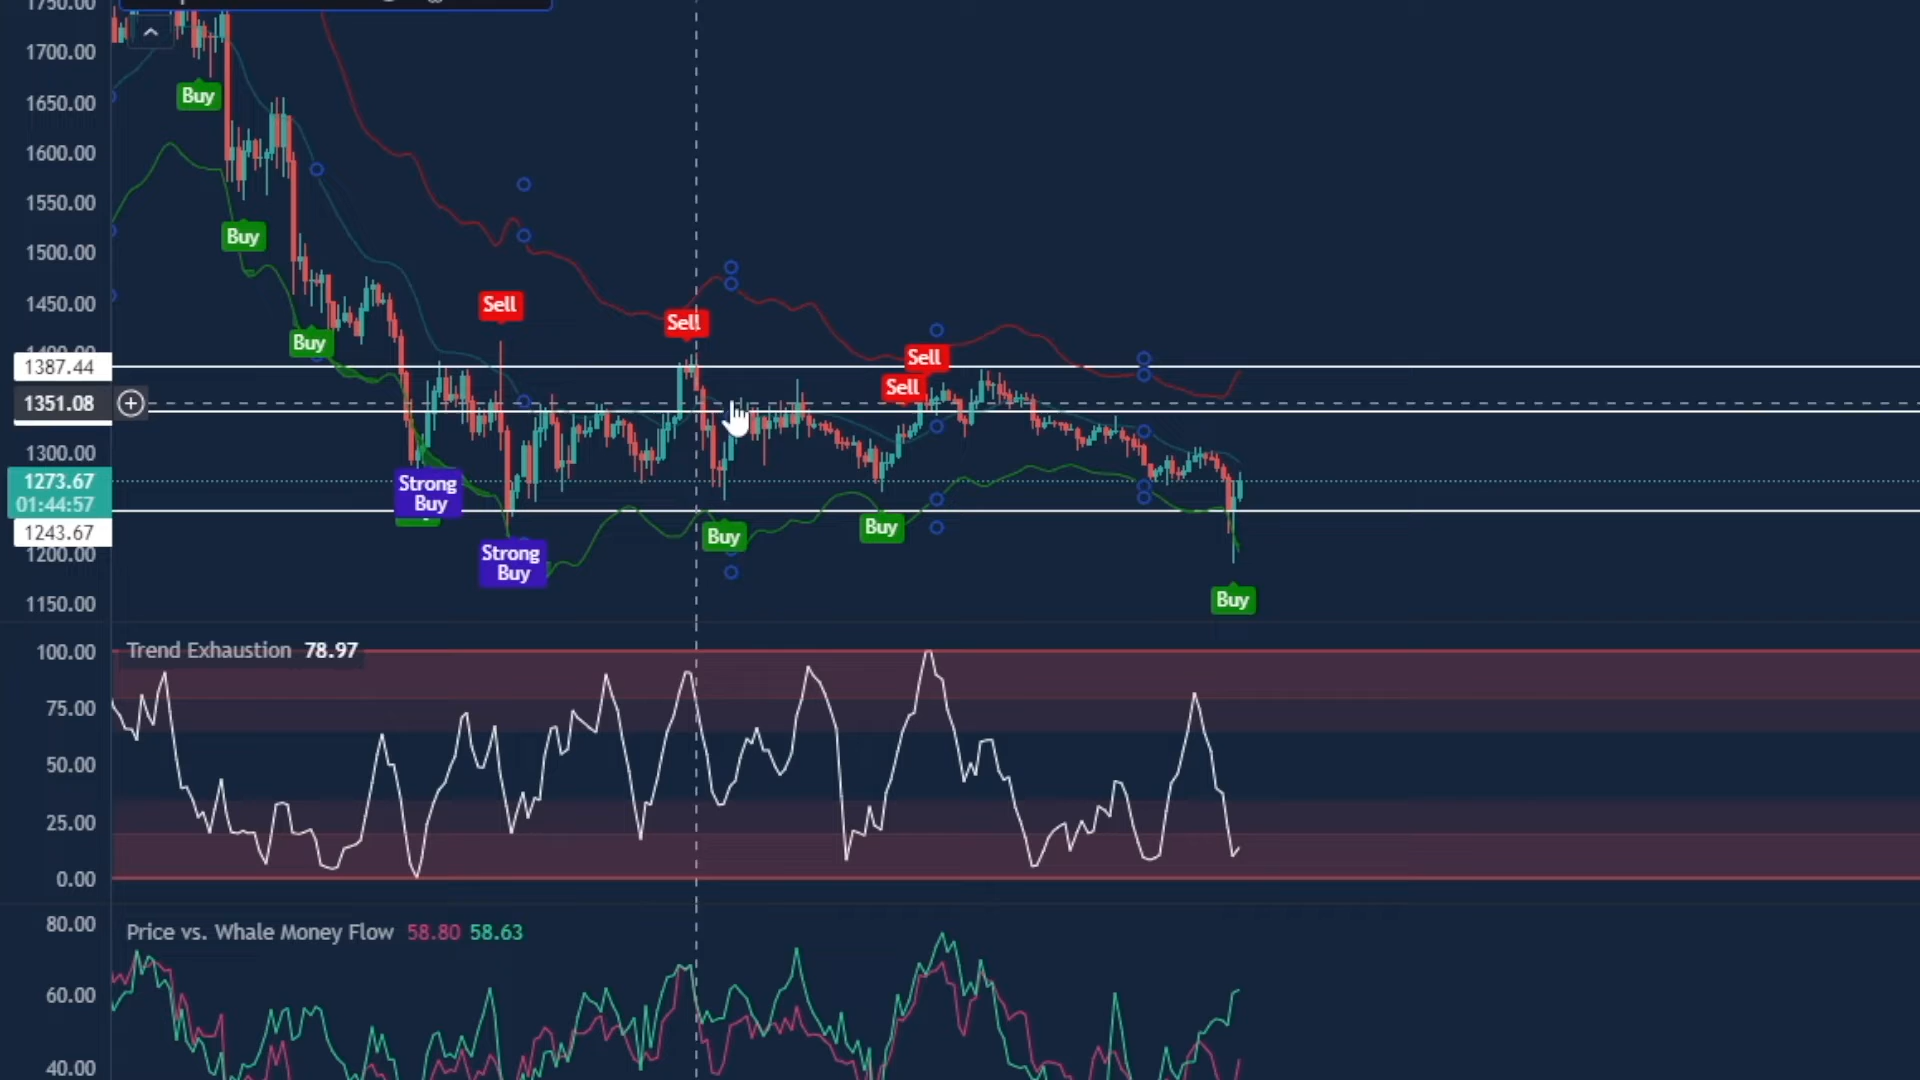 1750.00
1700.00
1650.00
1600.00
1550.00
1500.00
1450.00
1387.44
1351.08
1300.00
1273.67
01:44:57
1243.67
1200.00
1150.00
Buy
Buy
Buy
Sell
Sell
Sell
Sell
Strong
Buy
Strong
Buy
Buy
Buy
Buy
Trend Exhaustion 78.97
100.00
75.00
50.00
25.00
0.00
Price vs. Whale Money Flow 58.80 58.63
80.00
60.00
40.00